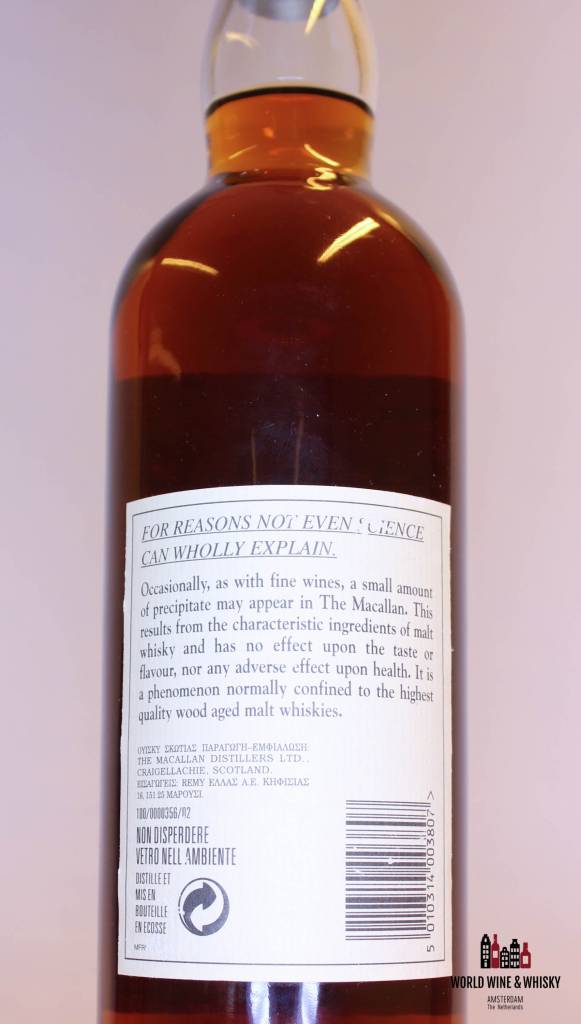 FOR REASONS NOT EVEN SCIENCE
CAN WHOLLY EXPLAIN.
Occasionally, as with fine wines, a small amount
of precipitate may appear in The Macallan. This
results from the characteristic ingredients of malt
whisky and has no effect upon the taste or
flavour, nor any adverse effect upon health. It is
a phenomenon normally confined to the highest
quality wood aged malt whiskies.
ΟΥΙΣΚΥ ΣΚΩΤΙΑΣ ΠΑΡΑΓΩΓΗ-ΕΜΦΙΑΛΩΣΗ:
THE MACALLAN DISTILLERS LTD.,
CRAIGELLACHIE, SCOTLAND.
ΕΙΣΑΓΩΓΕΙΣ: REMY ΕΛΛΑΣ Α.Ε. ΚΗΦΙΣΙΑΣ
16, 151 25 ΜΑΡΟΥΣΙ.
100/0000356/02
NON DISPERDERE
VETRO NELL AMBIENTE
DISTILLE ET
MIS EN
BOUTEILLE
EN ECOSSE
MFR
5 010314 003807 >
WORLD WINE & WHISKY
AMSTERDAM
The Netherlands